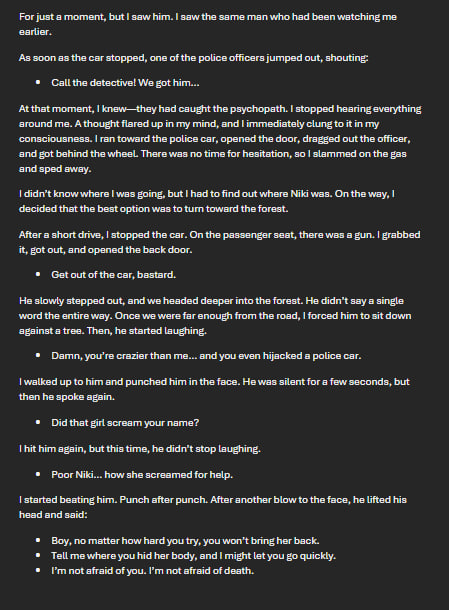 For just a moment, but I saw him. I saw the same man who had been watching me
earlier.
As soon as the car stopped, one of the police officers jumped out, shouting:
• Call the detective! We got him...
At that moment, I knew—they had caught the psychopath. I stopped hearing everything
around me. A thought flared up in my mind, and I immediately clung to it in my
consciousness. I ran toward the police car, opened the door, dragged out the officer,
and got behind the wheel. There was no time for hesitation, so I slammed on the gas
and sped away.
I didn't know where I was going, but I had to find out where Niki was. On the way, I
decided that the best option was to turn toward the forest.
After a short drive, I stopped the car. On the passenger seat, there was a gun. I grabbed
it, got out, and opened the back door.
• Get out of the car, bastard.
He slowly stepped out, and we headed deeper into the forest. He didn't say a single
word the entire way. Once we were far enough from the road, I forced him to sit down
against a tree. Then, he started laughing.
• Damn, you're crazier than me... and you even hijacked a police car.
I walked up to him and punched him in the face. He was silent for a few seconds, but
then he spoke again.
• Did that girl scream your name?
I hit him again, but this time, he didn't stop laughing.
• Poor Niki... how she screamed for help.
I started beating him. Punch after punch. After another blow to the face, he lifted his
head and said:
• Boy, no matter how hard you try, you won't bring her back.
• Tell me where you hid her body, and I might let you go quickly.
• I'm not afraid of you. I'm not afraid of death.